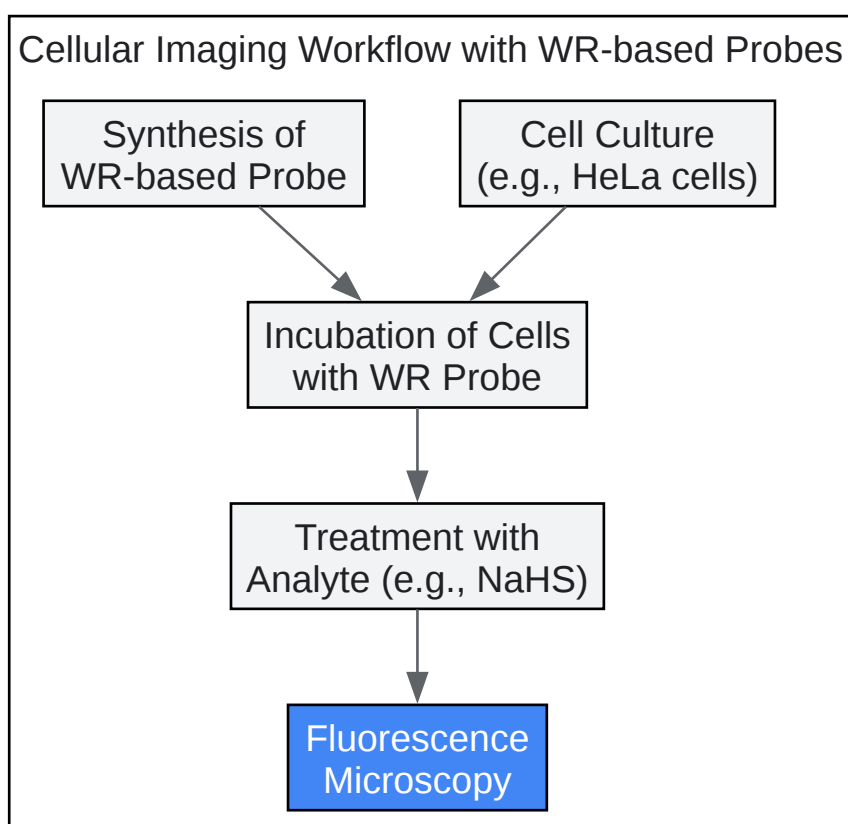 Cellular Imaging Workflow with WR-based Probes
Synthesis of
WR-based Probe
Cell Culture
(e.g., HeLa cells)
Incubation of Cells
with WR Probe
Treatment with
Analyte (e.g., NaHS)
Fluorescence
Microscopy